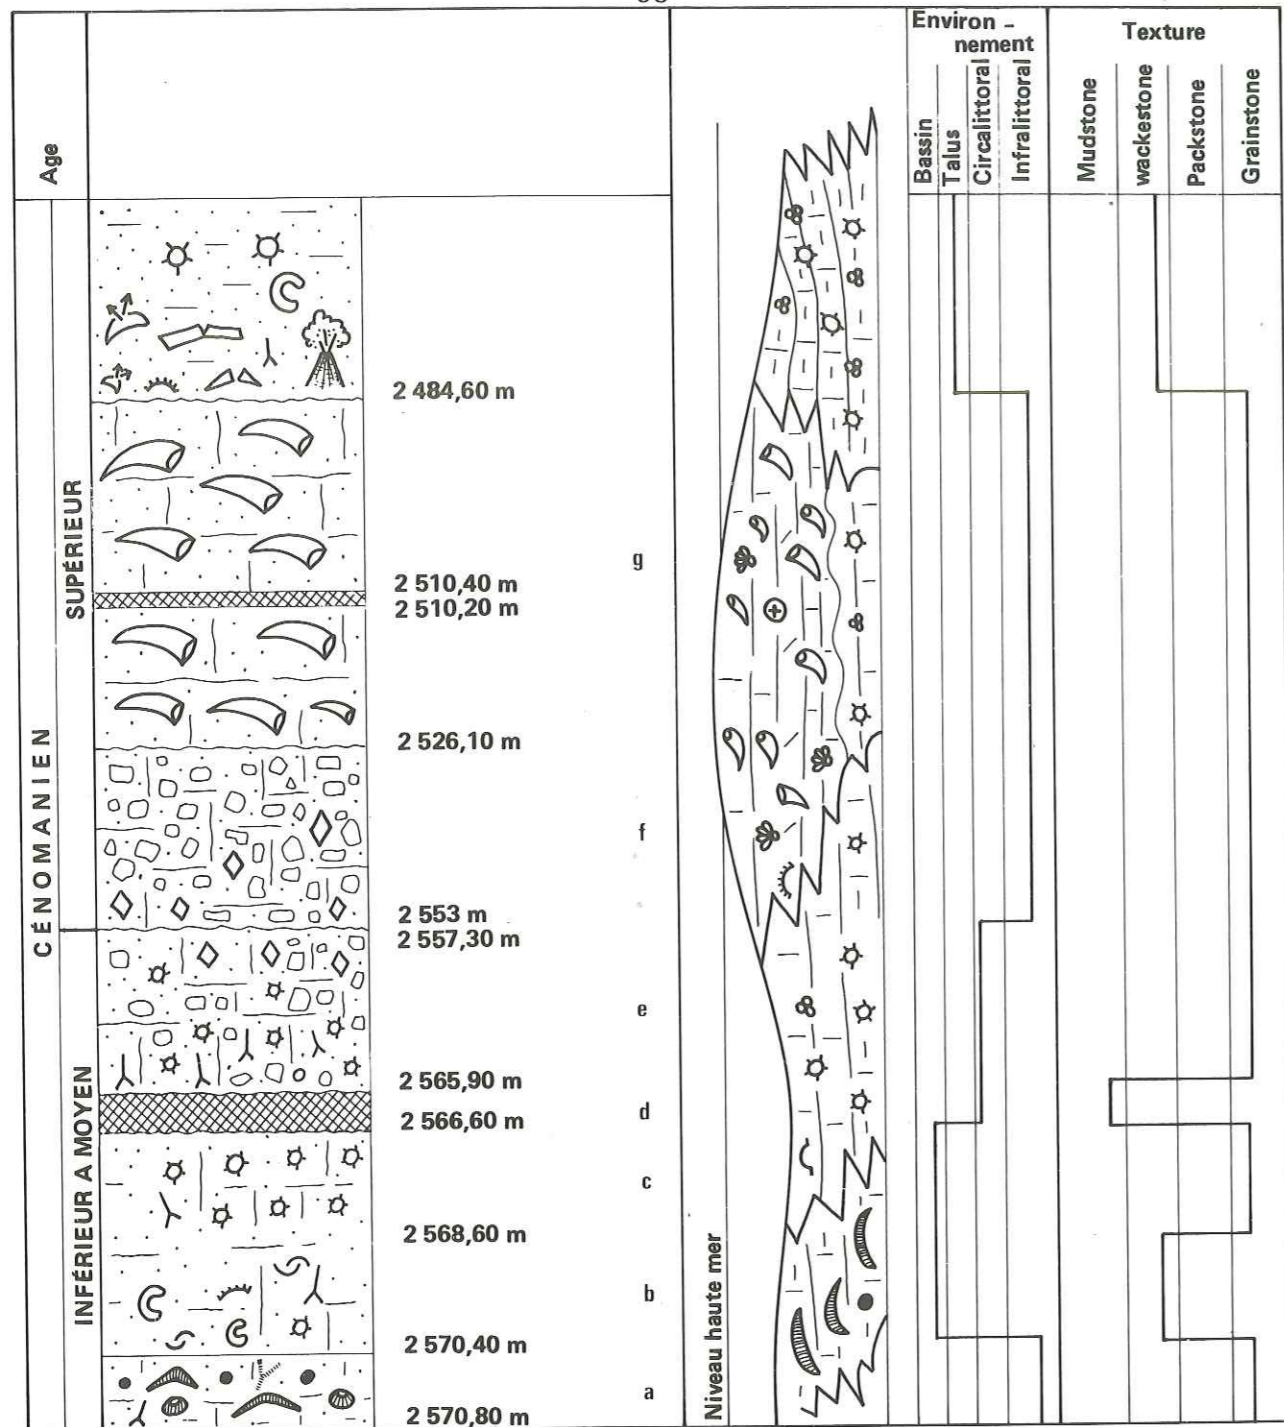 Environ -
nement
Texture
Age
Bassin
Talus
Circalittoral
Infralittoral
Mudstone
wackestone
Packstone
Grainstone
CÉNOMANIEN
SUPÉRIEUR
INFÉRIEUR A MOYEN
2 484,60 m
2 510,40 m
2 510,20 m
2 526,10 m
2 553 m
2 557,30 m
2 565,90 m
2 566,60 m
2 568,60 m
2 570,40 m
2 570,80 m
g
f
e
d
c
b
a
Niveau haute mer